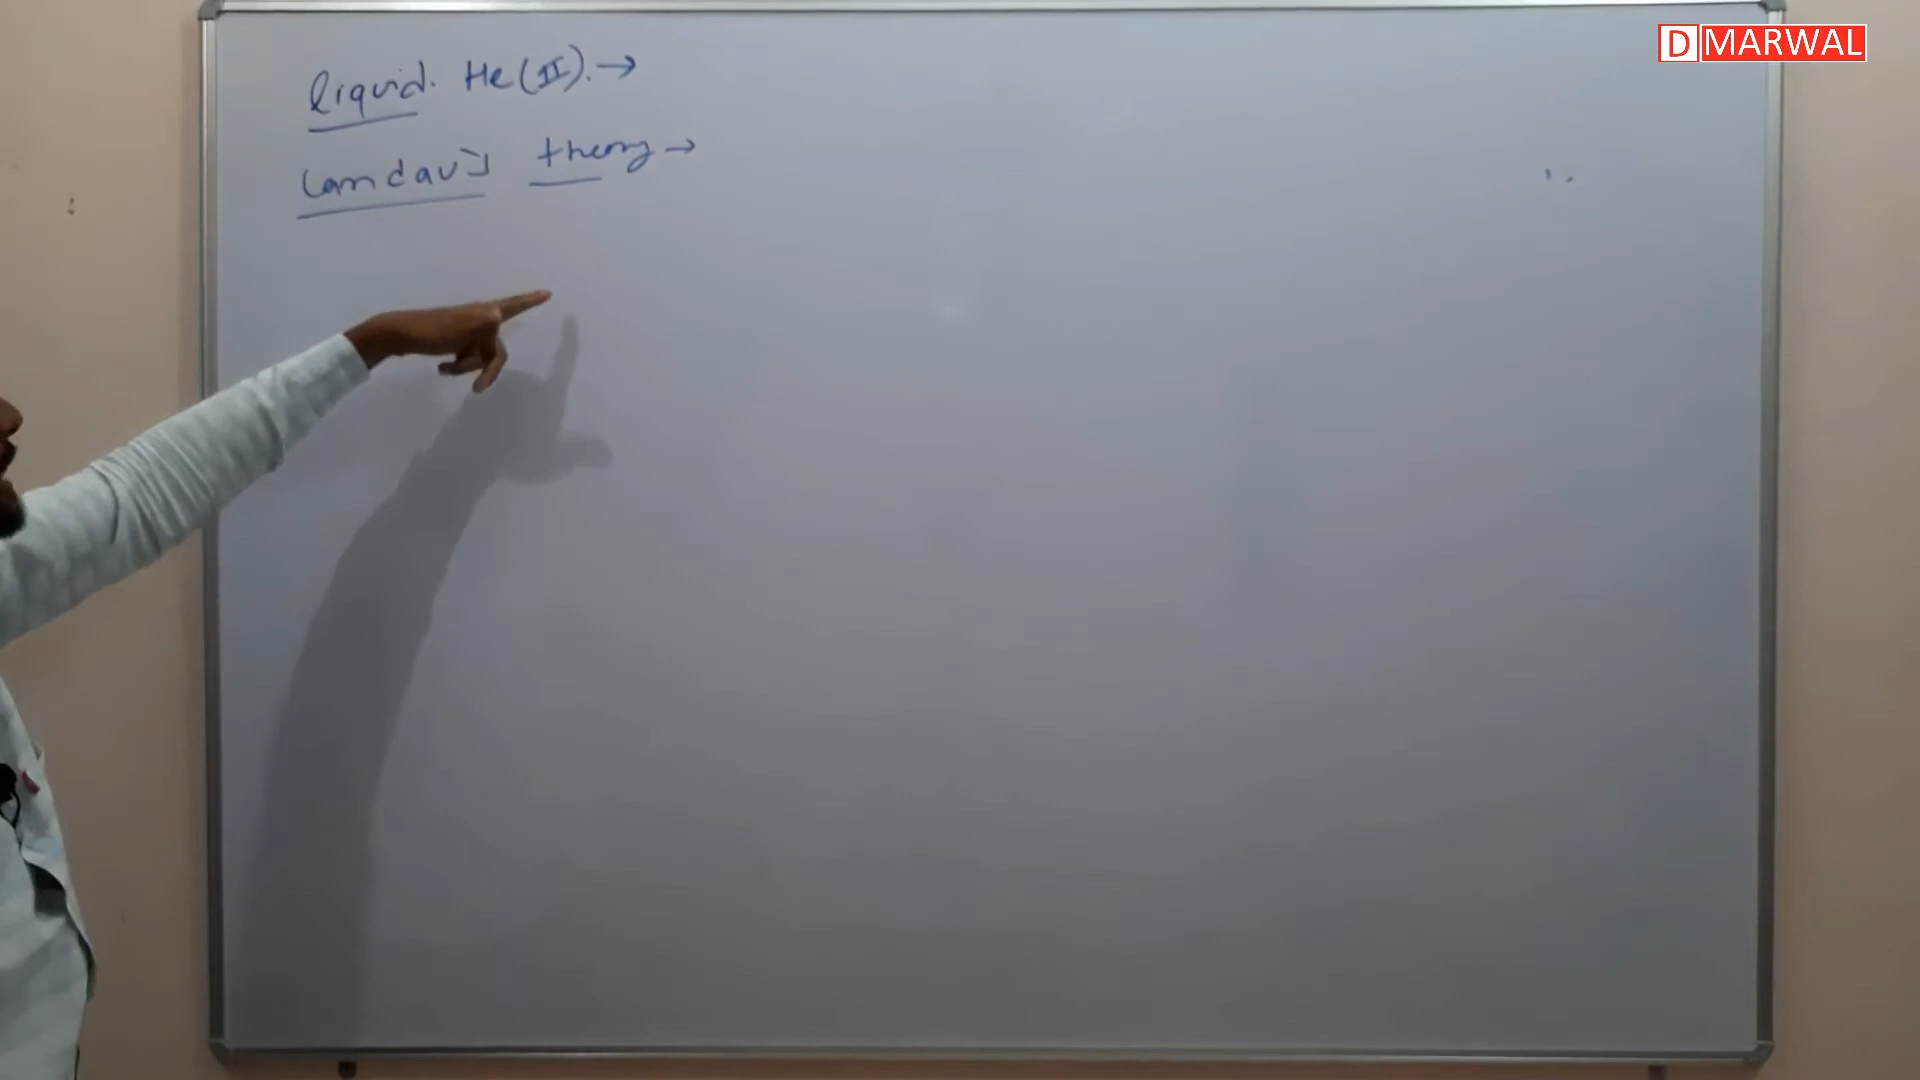 liquid. He(II).→
Landau's theory→
D MARWAL